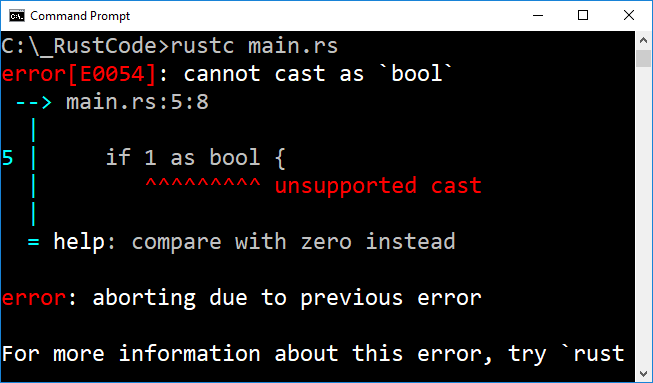 Command Prompt
C:\_RustCode>rustc main.rs
error[E0054]: cannot cast as `bool`
 --> main.rs:5:8
  |
5 |     if 1 as bool {
  |        ^^^^^^^^^ unsupported cast
  |
  = help: compare with zero instead
error: aborting due to previous error
For more information about this error, try `rust